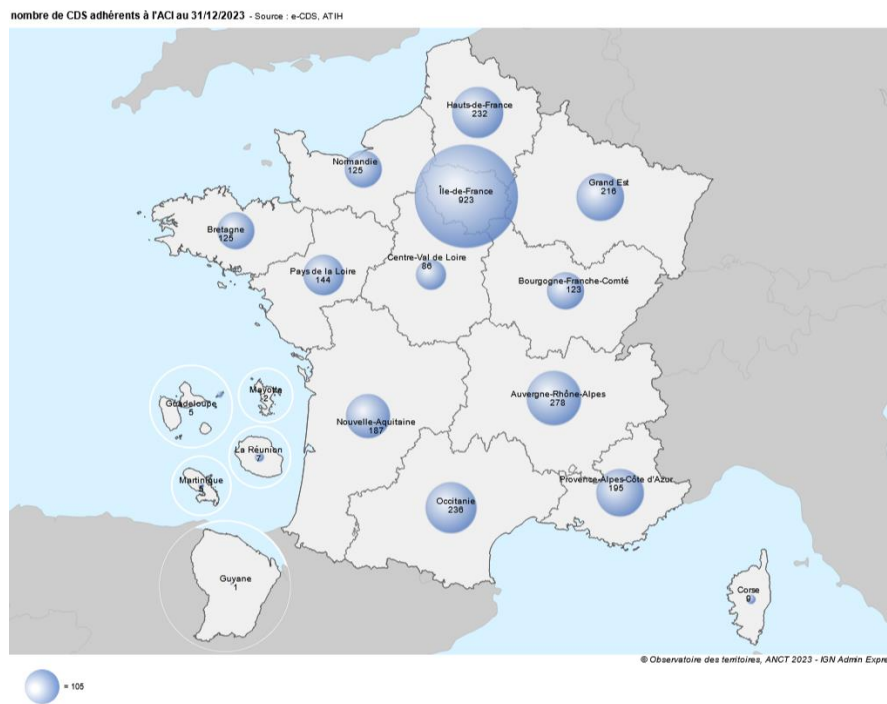 nombre de CDS adhérents à l'ACI au 31/12/2023 - Source : e-CDS, ATIH
Hauts-de-France
232
Normandie
125
Île-de-France
923
Grand Est
216
Bretagne
125
Centre-Val de Loire
86
Pays de la Loire
144
Bourgogne-Franche-Comté
123
Auvergne-Rhône-Alpes
278
Nouvelle-Aquitaine
187
Guadeloupe
5
Mayotte
2
La Réunion
7
Martinique
Provence-Alpes-Côte d'Azur
195
Occitanie
236
Guyane
1
Corse
9
© Observatoire des territoires, ANCT 2023 - IGN Admin Expre
= 105